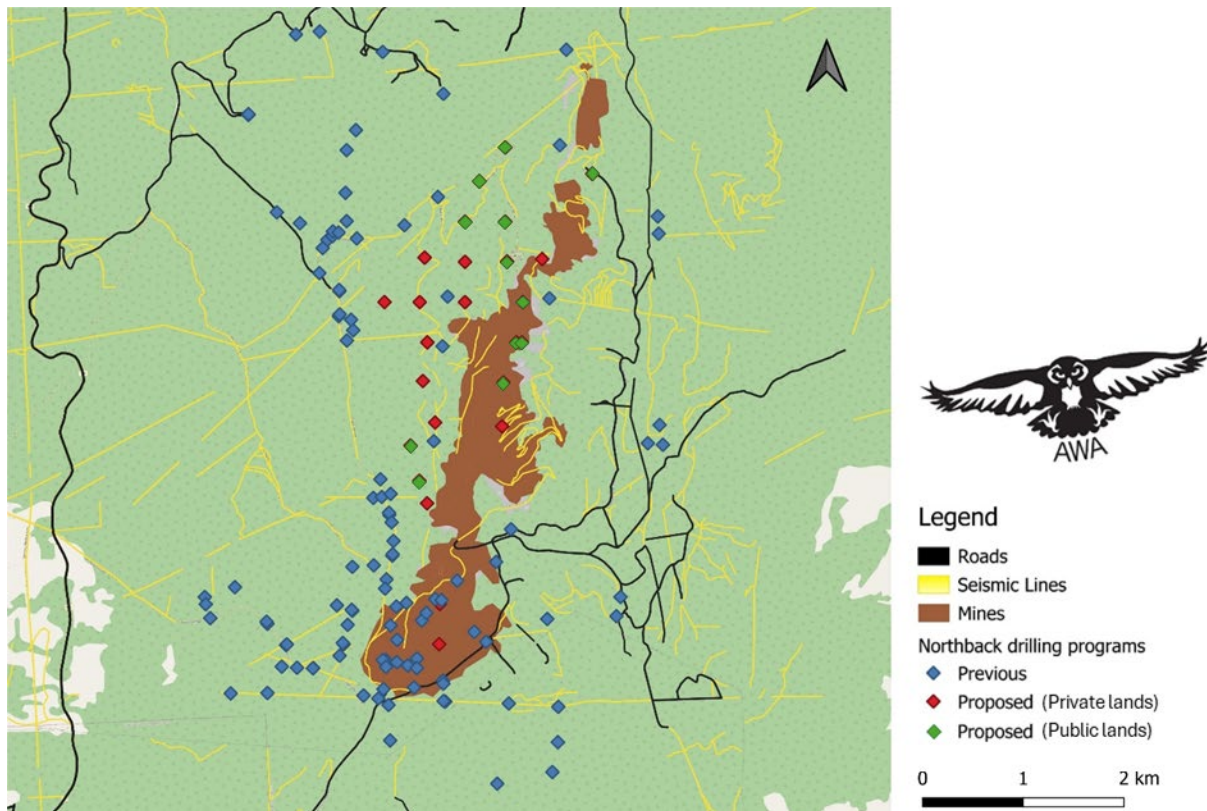 AWA
Legend
Roads
Seismic Lines
Mines
Northback drilling programs
Previous
Proposed (Private lands)
Proposed (Public lands)
0 1 2 km